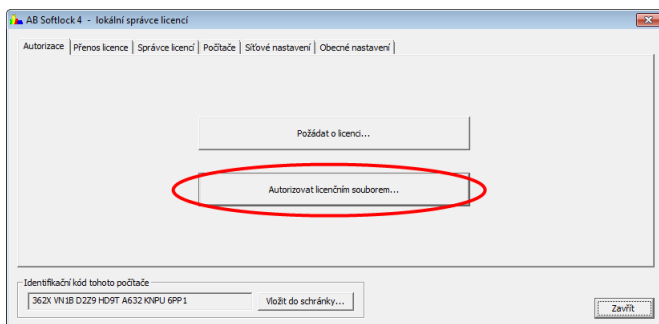 AB Softlock 4 - lokální správce licencí
Autorizace Přenos licence Správce licencí Počítače Síťové nastavení Obecné nastavení
Požádat o licenci...
Autorizovat licenčním souborem...
Identifikační kód tohoto počítače
362X VN1B D2Z9 HD9T A632 KNPU 6PP1 Vložit do schránky...
Zavřít